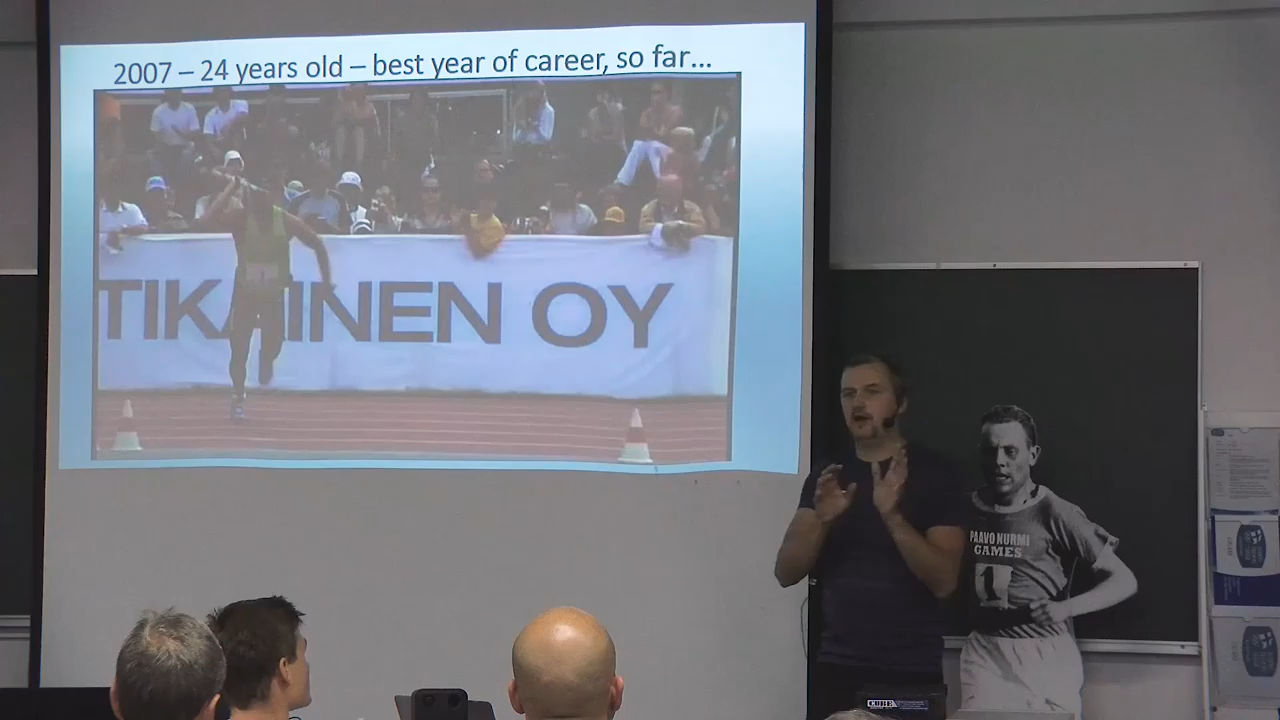 2007 – 24 years old – best year of career, so far...
TIKAINEN OY
PAAVO NURMI
GAMES
1